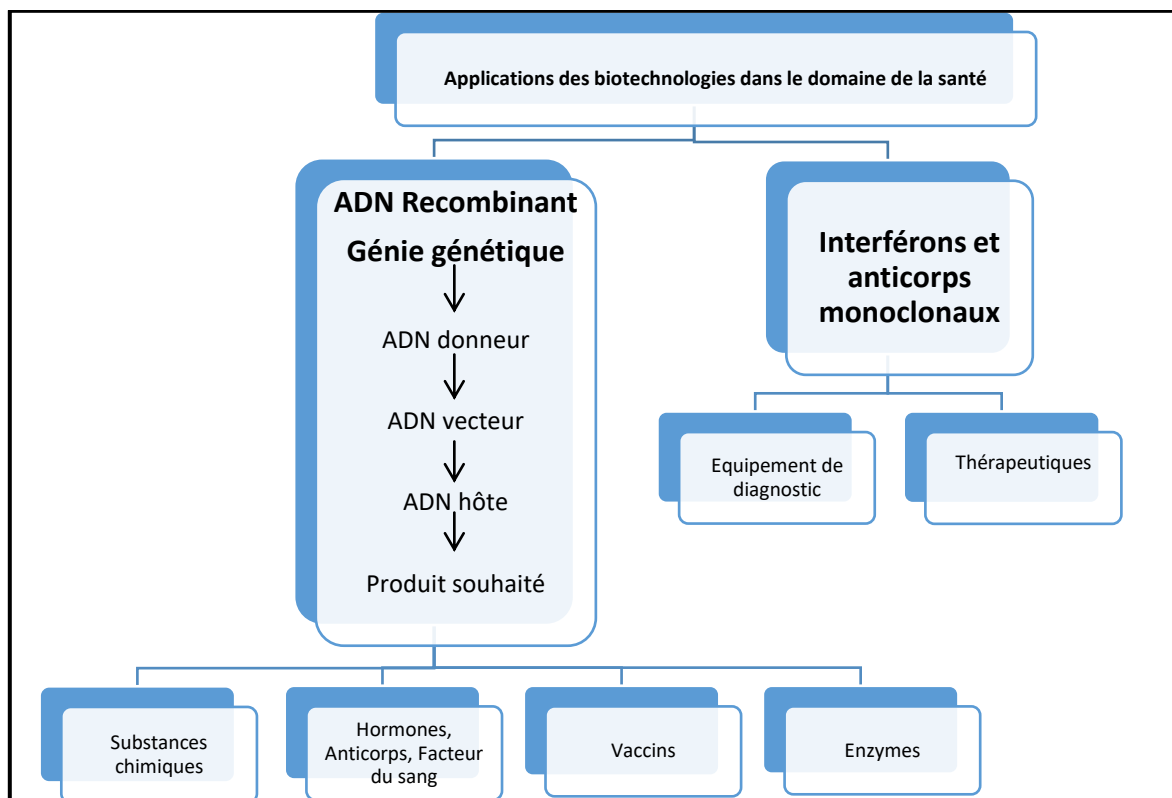 Applications des biotechnologies dans le domaine de la santé
ADN Recombinant
Génie génétique
ADN donneur
ADN vecteur
ADN hôte
Produit souhaité
Interférons et
anticorps
monoclonaux
Equipement de
diagnostic
Thérapeutiques
Substances
chimiques
Hormones,
Anticorps, Facteur
du sang
Vaccins
Enzymes